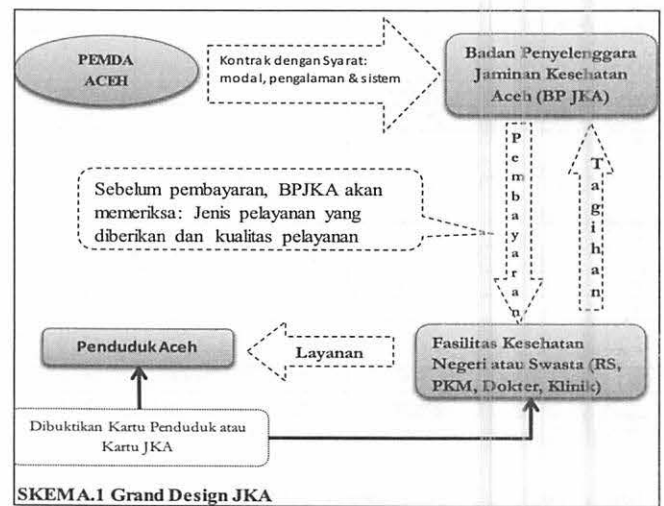 PEMDA
ACEH
Kontrak dengan Syarat:
modal, pengalaman & sistem
Badan Penyelenggara
Jaminan Kesehatan
Aceh (BP JKA)
Pembayaran
Tagihan
Sebelum pembayaran, BPJKA akan
memeriksa: Jenis pelayanan yang
diberikan dan kualitas pelayanan
Penduduk Aceh
Layanan
Fasilitas Kesehatan
Negeri atau Swasta (RS,
PKM, Dokter, Klinik)
Dibuktikan Kartu Penduduk atau
Kartu JKA
SKEMA.1 Grand Design JKA